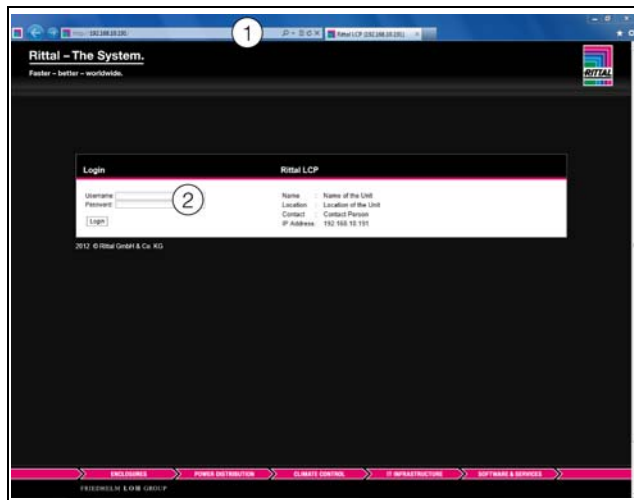 http://192.168.10.191/
1
Rittal LCP (192.168.10.191)
Rittal – The System.
Faster – better – worldwide.
RITTAL
Login
Rittal LCP
Username
Password
2
Login
Name : Name of the Unit
Location : Location of the Unit
Contact : Contact Person
IP Address : 192.168.10.191
2012 © Rittal GmbH & Co. KG
ENCLOSURES
POWER DISTRIBUTION
CLIMATE CONTROL
IT INFRASTRUCTURE
SOFTWARE & SERVICES
FRIEDHELM LOH GROUP